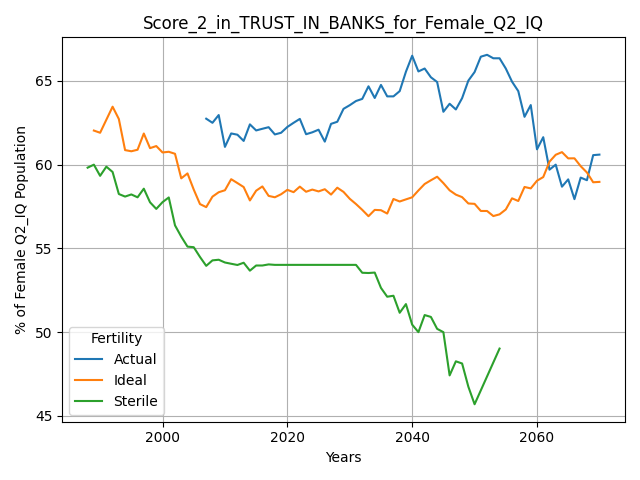 Score_2_in_TRUST_IN_BANKS_for_Female_Q2_IQ
% of Female Q2_IQ Population
65
60
55
50
45
Fertility
Actual
Ideal
Sterile
2000 2020 2040 2060
Years